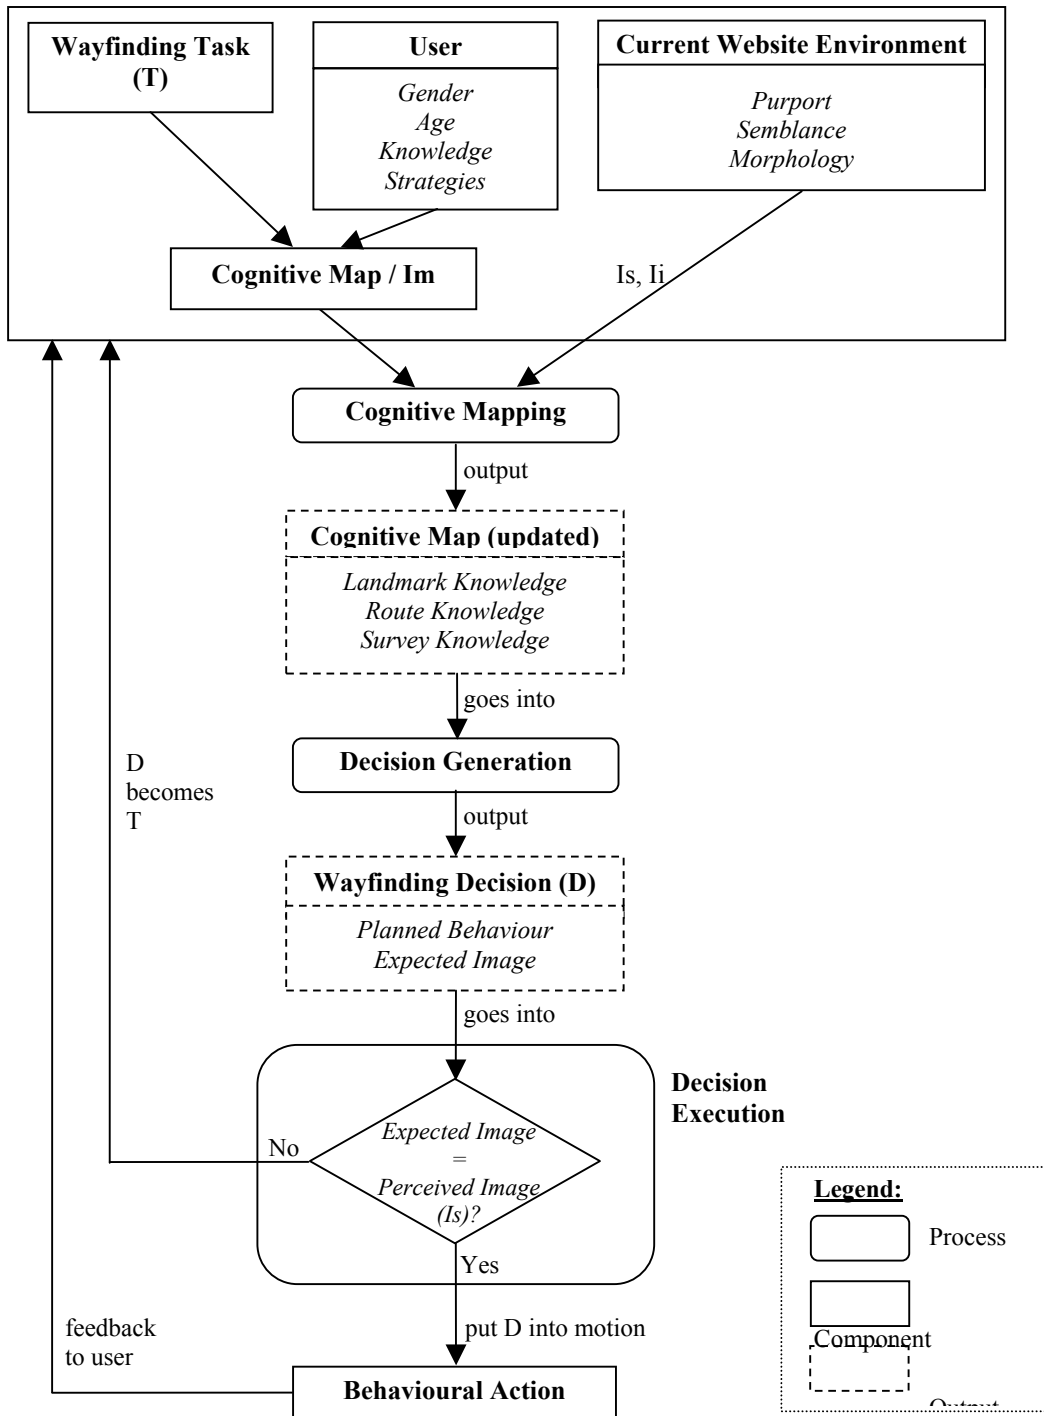 Wayfinding Task
(T)
User
Gender
Age
Knowledge
Strategies
Current Website Environment
Purport
Semblance
Morphology
Cognitive Map / Im
Is, Ii
Cognitive Mapping
output
Cognitive Map (updated)
Landmark Knowledge
Route Knowledge
Survey Knowledge
goes into
Decision Generation
output
D
becomes
T
Wayfinding Decision (D)
Planned Behaviour
Expected Image
goes into
Decision
Execution
Expected Image
=
Perceived Image
(Is)?
No
Yes
put D into motion
feedback
to user
Behavioural Action
Legend:
Process
Component
Output